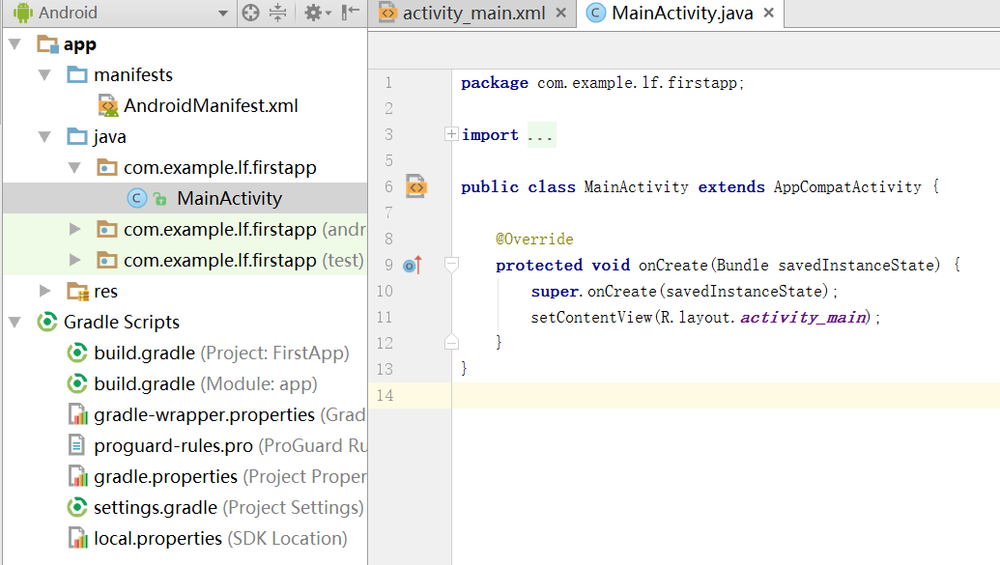 Android
activity_main.xml
MainActivity.java
app
manifests
AndroidManifest.xml
java
com.example.lf.firstapp
MainActivity
com.example.lf.firstapp (andr
com.example.lf.firstapp (test)
res
Gradle Scripts
build.gradle (Project: FirstApp)
build.gradle (Module: app)
gradle-wrapper.properties (Grad
proguard-rules.pro (ProGuard Ru
gradle.properties (Project Proper
settings.gradle (Project Settings)
local.properties (SDK Location)
1 package com.example.lf.firstapp;
2
3 import ...
5
6 public class MainActivity extends AppCompatActivity {
7
8 @Override
9 protected void onCreate(Bundle savedInstanceState) {
10 super.onCreate(savedInstanceState);
11 setContentView(R.layout.activity_main);
12 }
13 }
14